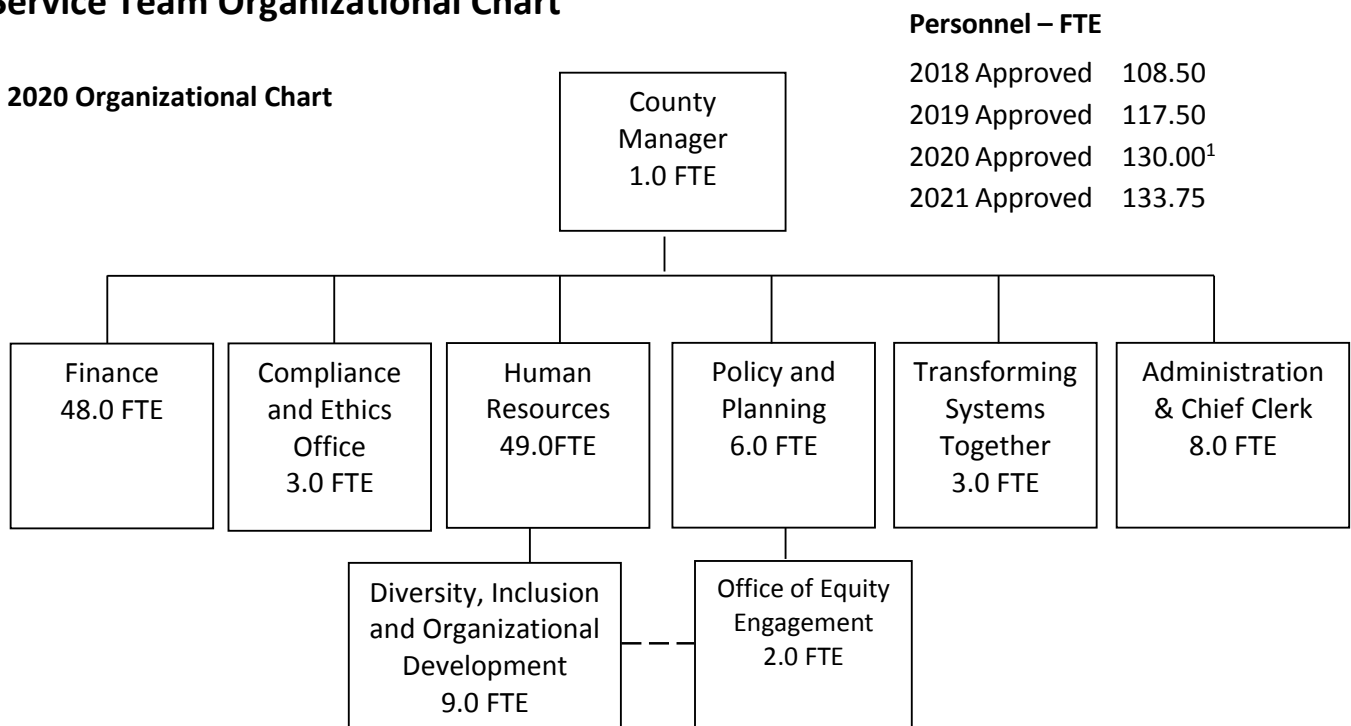 Service Team Organizational Chart
Personnel – FTE
2018 Approved 108.50
2019 Approved 117.50
2020 Approved 130.00¹
2021 Approved 133.75
2020 Organizational Chart
County
Manager
1.0 FTE
Finance
48.0 FTE
Compliance
and Ethics
Office
3.0 FTE
Human
Resources
49.0FTE
Policy and
Planning
6.0 FTE
Transforming
Systems
Together
3.0 FTE
Administration
& Chief Clerk
8.0 FTE
Diversity, Inclusion
and Organizational
Development
9.0 FTE
Office of Equity
Engagement
2.0 FTE